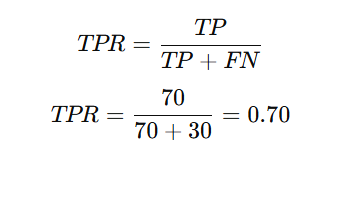 TPR = TP / (TP + FN)
TPR = 70 / (70 + 30) = 0.70